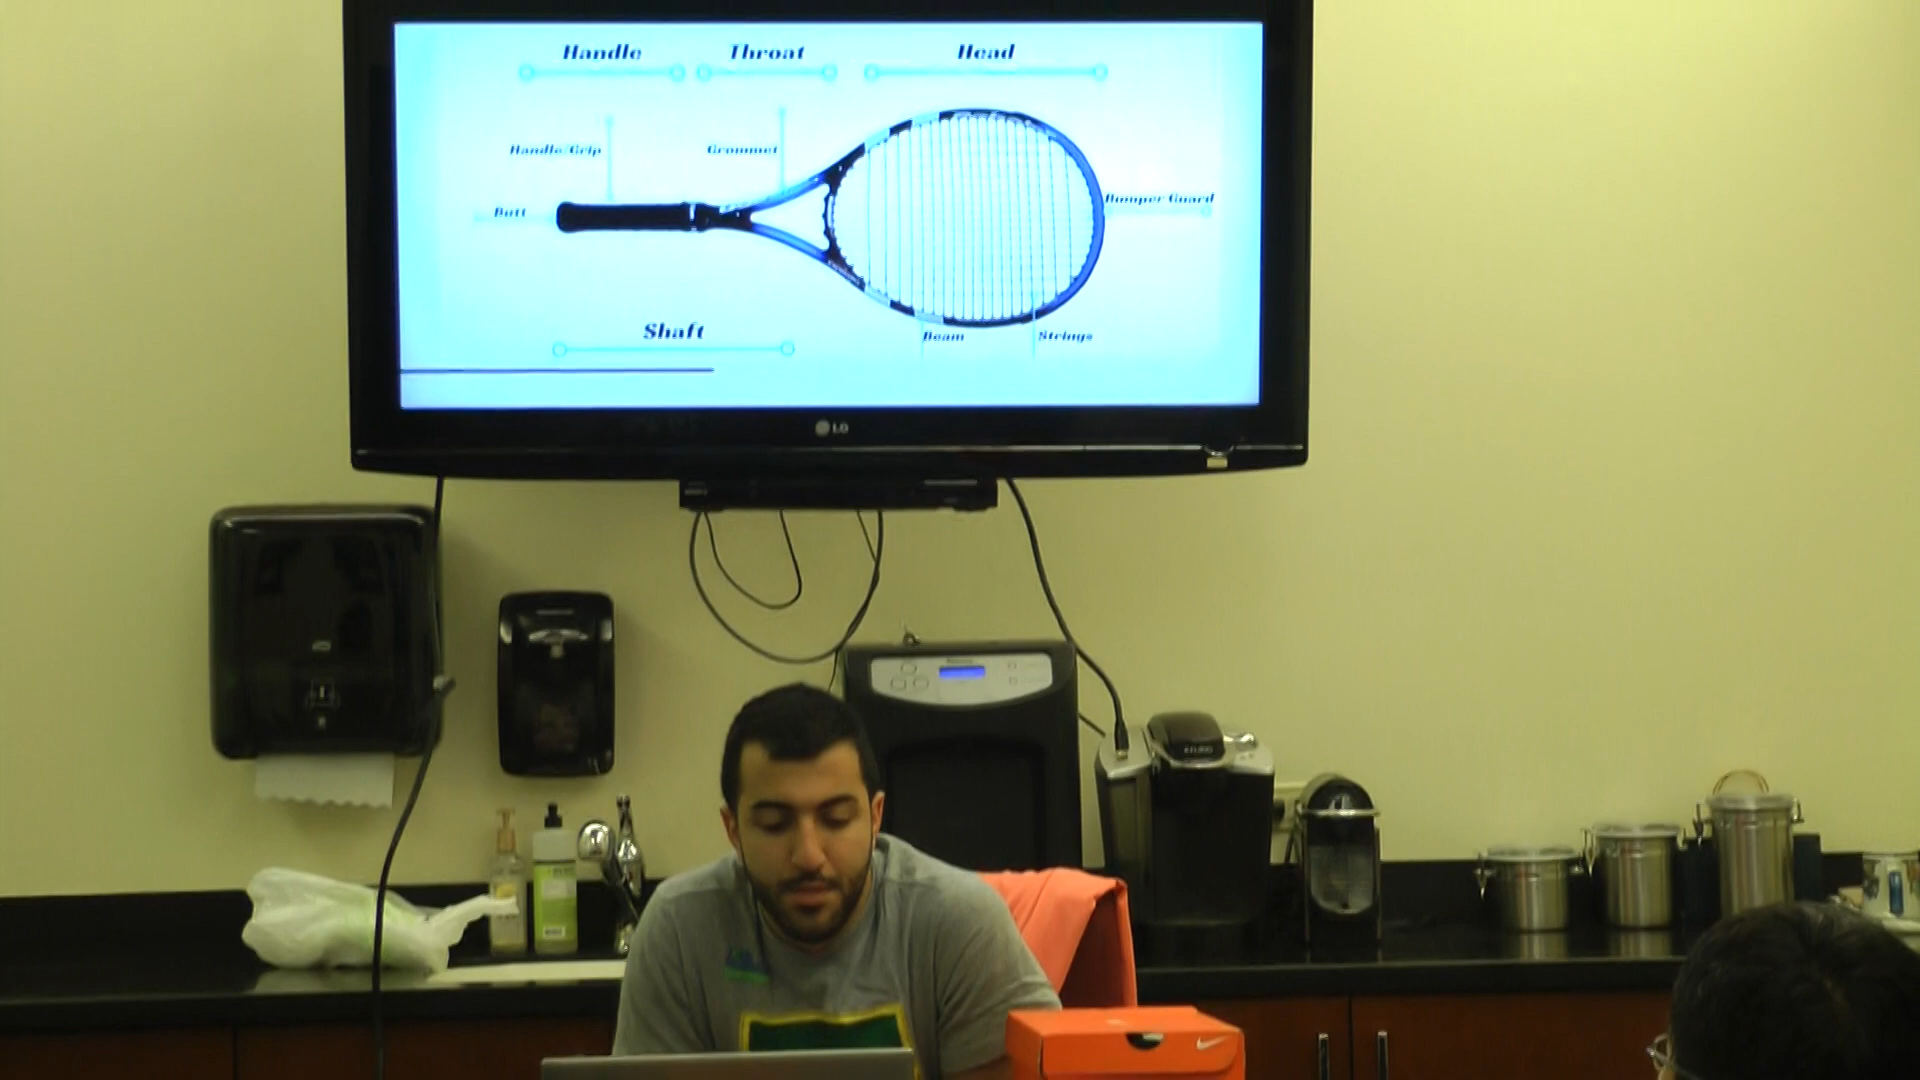 Handle Throat Head
Handle/Grip Grommet
Butt Bumper Guard
Shaft
Beam Strings
LG
KEURIG